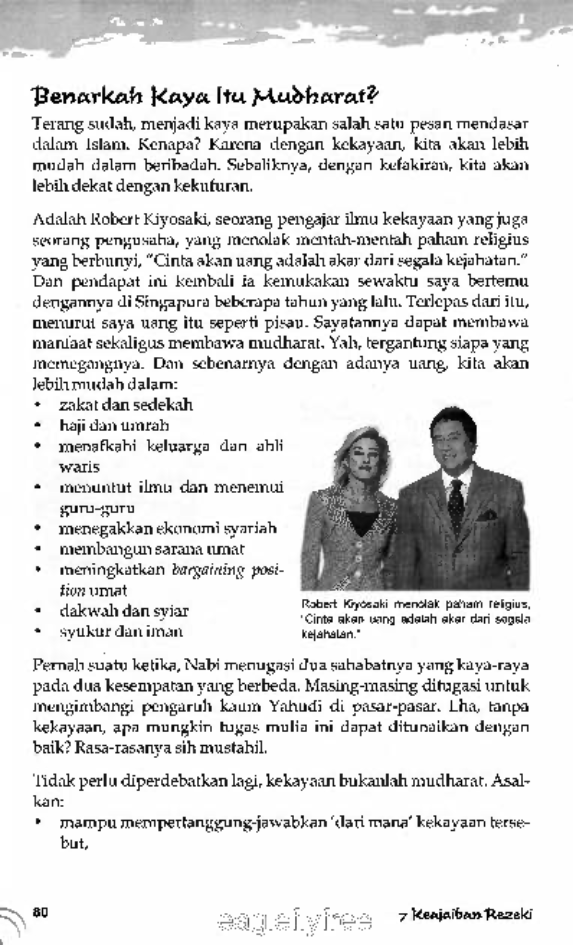 Benarkah Kaya Itu Mudharat?
Terang sudah, menjadi kaya merupakan salah satu pesan mendasar
dalam Islam. Kenapa? Karena dengan kekayaan, kita akan lebih
mudah dalam beribadah. Sebaliknya, dengan kefakiran, kita akan
lebih dekat dengan kekufuran.
Adalah Robert Kiyosaki, seorang pengajar ilmu kekayaan yang juga
seorang pengusaha, yang menolak mentah-mentah paham religius
yang berbunyi, "Cinta akan uang adalah akar dari segala kejahatan."
Dan pendapat ini kembali ia kemukakan sewaktu saya bertemu
dengannya di Singapura beberapa tahun yang lalu. Terlepas dari itu,
menurut saya uang itu seperti pisau. Sayatannya dapat membawa
manfaat sekaligus membawa mudharat. Yah, tergantung siapa yang
memegangnya. Dan sebenarnya dengan adanya uang, kita akan
lebih mudah dalam:
• zakat dan sedekah
• haji dan umrah
• menafkahi keluarga dan ahli
waris
• menuntut ilmu dan menemui
guru-guru
• menegakkan ekonomi syariah
• membangun sarana umat
• meningkatkan bargaining posi-
tion umat
• dakwah dan syiar
• syukur dan iman
Robert Kiyosaki menolak paham religius,
"Cinta akan uang adalah akar dari segala
kejahatan."
Pernah suatu ketika, Nabi menugasi dua sahabatnya yang kaya-raya
pada dua kesempatan yang berbeda. Masing-masing ditugasi untuk
mengimbangi pengaruh kaum Yahudi di pasar-pasar. Lha, tanpa
kekayaan, apa mungkin tugas mulia ini dapat ditunaikan dengan
baik? Rasa-rasanya sih mustahil.
Tidak perlu diperdebatkan lagi, kekayaan bukanlah mudharat. Asal-
kan:
• mampu mempertanggung-jawabkan 'dari mana' kekayaan terse-
but,
80
eagleflyfree
7 Keajaiban Rezeki